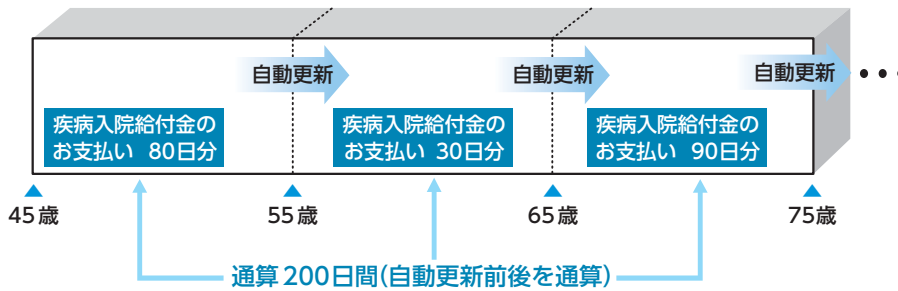 自動更新 自動更新 自動更新 •••
疾病入院給付金の
お支払い 80日分
疾病入院給付金の
お支払い 30日分
疾病入院給付金の
お支払い 90日分
45歳 55歳 65歳 75歳
通算200日間(自動更新前後を通算)